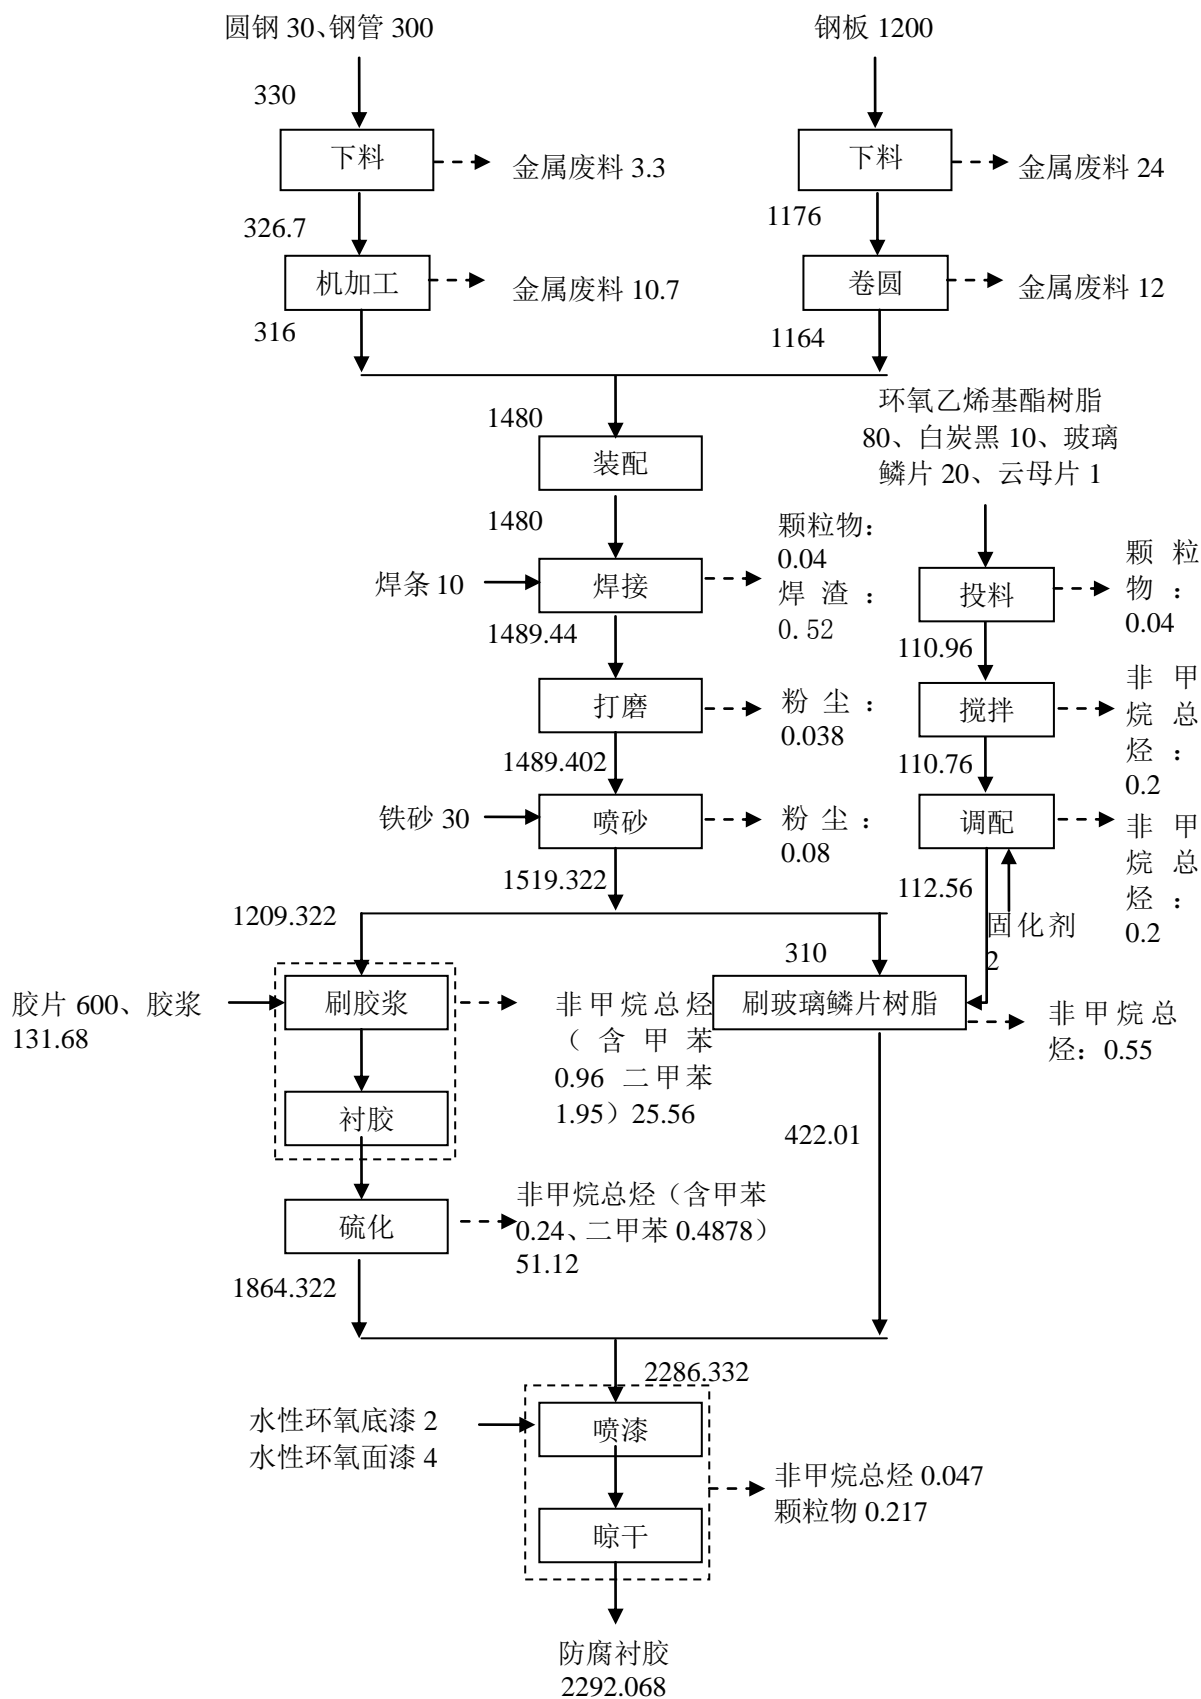 圆钢 30、钢管 300
钢板 1200
330
下料
金属废料 3.3
下料
金属废料 24
326.7
1176
机加工
金属废料 10.7
卷圆
金属废料 12
316
1164
1480
装配
环氧乙烯基酯树脂
80、白炭黑 10、玻璃
鳞片 20、云母片 1
1480
焊条 10
焊接
颗粒物：
0.04
焊渣：
0.52
投料
颗粒
物：
0.04
1489.44
110.96
打磨
粉尘：
0.038
搅拌
非甲
烷总
烃：
0.2
1489.402
110.76
铁砂 30
喷砂
粉尘：
0.08
调配
非甲
烷总
烃：
0.2
1519.322
112.56
固化剂
2
1209.322
310
胶片 600、胶浆
131.68
刷胶浆
非甲烷总烃
（含甲苯
0.96 二甲苯
1.95）25.56
刷玻璃鳞片树脂
非甲烷总
烃：0.55
衬胶
422.01
硫化
非甲烷总烃（含甲苯
0.24、二甲苯 0.4878）
51.12
1864.322
2286.332
水性环氧底漆 2
水性环氧面漆 4
喷漆
非甲烷总烃 0.047
颗粒物 0.217
晾干
防腐衬胶
2292.068